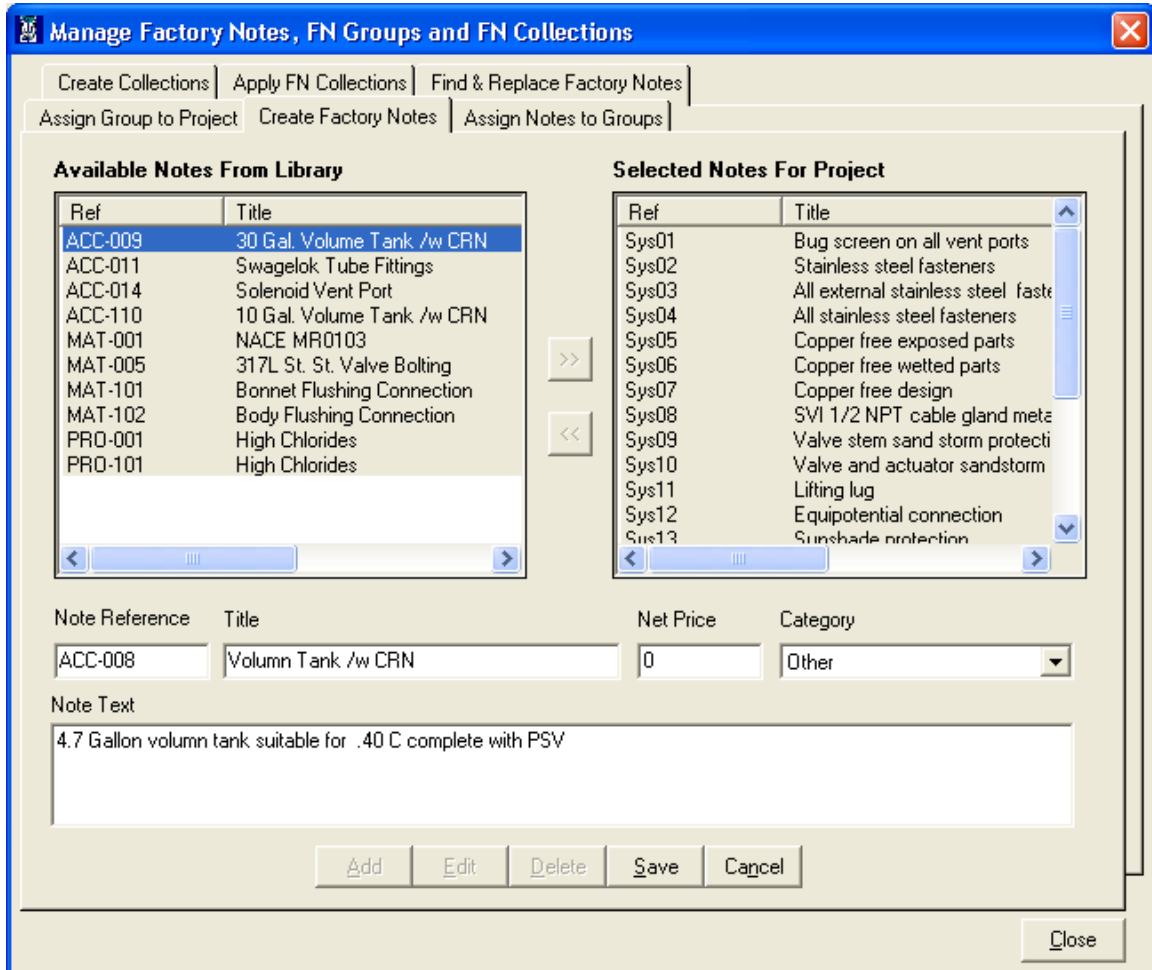 Manage Factory Notes, FN Groups and FN Collections
Create Collections Apply FN Collections Find & Replace Factory Notes
Assign Group to Project Create Factory Notes Assign Notes to Groups
Available Notes From Library Selected Notes For Project
Ref Title Ref Title
ACC-009 30 Gal. Volume Tank /w CRN Sys01 Bug screen on all vent ports
ACC-011 Swagelok Tube Fittings Sys02 Stainless steel fasteners
ACC-014 Solenoid Vent Port Sys03 All external stainless steel faste
ACC-110 10 Gal. Volume Tank /w CRN Sys04 All stainless steel fasteners
MAT-001 NACE MR0103 Sys05 Copper free exposed parts
MAT-005 317L St. St. Valve Bolting Sys06 Copper free wetted parts
MAT-101 Bonnet Flushing Connection Sys07 Copper free design
MAT-102 Body Flushing Connection Sys08 SVI 1/2 NPT cable gland meta
PRO-001 High Chlorides Sys09 Valve stem sand storm protecti
PRO-101 High Chlorides Sys10 Valve and actuator sandstorm
Sys11 Lifting lug
Sys12 Equipotential connection
Sys13 Sunshade protection
>>
<<
Note Reference Title Net Price Category
ACC-008 Volumn Tank /w CRN 0 Other
Note Text
4.7 Gallon volumn tank suitable for .40 C complete with PSV
Add Edit Delete Save Cancel
Close